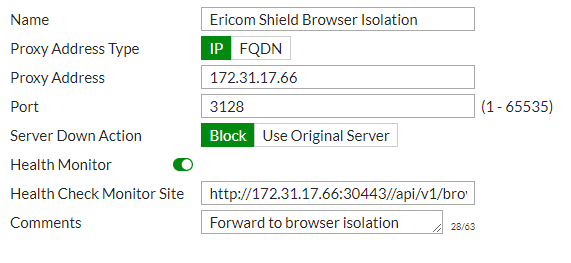 Name Ericom Shield Browser Isolation
Proxy Address Type IP FQDN
Proxy Address 172.31.17.66
Port 3128 (1 - 65535)
Server Down Action Block Use Original Server
Health Monitor
Health Check Monitor Site http://172.31.17.66:30443//api/v1/brov
Comments Forward to browser isolation 28/63